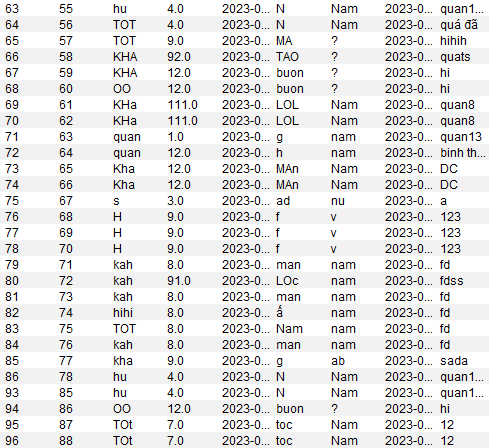 63 55 hu 4.0 2023-0... N Nam 2023-0... quan1...
64 56 TOT 4.0 2023-0... N Nam 2023-0... quá đã
65 57 TOT 9.0 2023-0... MA ? 2023-0... hihih
66 58 KHA 92.0 2023-0... TAO ? 2023-0... quats
67 59 KHA 12.0 2023-0... buon ? 2023-0... hi
68 60 OO 12.0 2023-0... buon ? 2023-0... hi
69 61 KHa 111.0 2023-0... LOL Nam 2023-0... quan8
70 62 KHa 111.0 2023-0... LOL Nam 2023-0... quan8
71 63 quan 1.0 2023-0... g nam 2023-0... quan13
72 64 quan 12.0 2023-0... h nam 2023-0... binh th...
73 65 Kha 12.0 2023-0... MAn Nam 2023-0... DC
74 66 Kha 12.0 2023-0... MAn Nam 2023-0... DC
75 67 s 3.0 2023-0... ad nu 2023-0... a
76 68 H 9.0 2023-0... f v 2023-0... 123
77 69 H 9.0 2023-0... f v 2023-0... 123
78 70 H 9.0 2023-0... f v 2023-0... 123
79 71 kah 8.0 2023-0... man nam 2023-0... fd
80 72 kah 91.0 2023-0... LOc nam 2023-0... fdss
81 73 kah 8.0 2023-0... man nam 2023-0... fd
82 74 hihi 8.0 2023-0... ấ nam 2023-0... fd
83 75 TOT 8.0 2023-0... Nam nam 2023-0... fd
84 76 kah 8.0 2023-0... man nam 2023-0... fd
85 77 kha 9.0 2023-0... g ab 2023-0... sada
86 78 hu 4.0 2023-0... N Nam 2023-0... quan1...
93 85 hu 4.0 2023-0... N Nam 2023-0... quan1...
94 86 OO 12.0 2023-0... buon ? 2023-0... hi
95 87 TOt 7.0 2023-0... toc Nam 2023-0... 12
96 88 TOt 7.0 2023-0... toc Nam 2023-0... 12